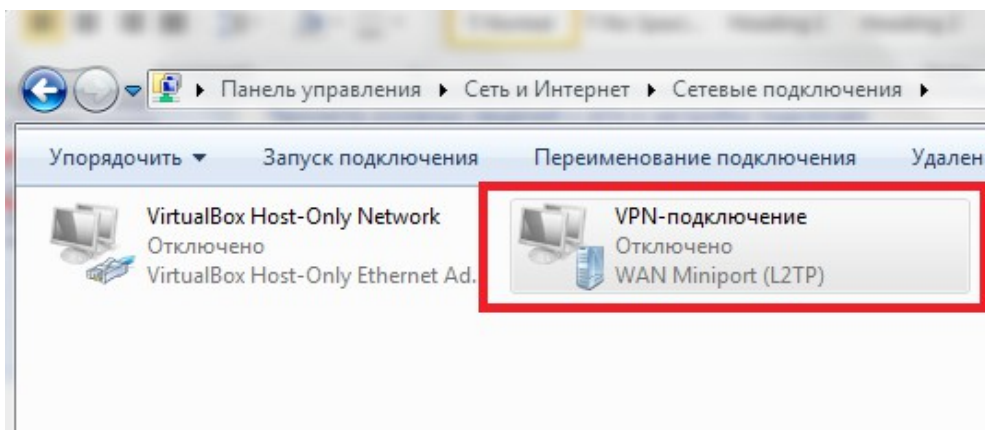 Панель управления ▸ Сеть и Интернет ▸ Сетевые подключения ▸
Упорядочить ▾ Запуск подключения Переименование подключения Удален
VirtualBox Host-Only Network
Отключено
VirtualBox Host-Only Ethernet Ad...
VPN-подключение
Отключено
WAN Miniport (L2TP)